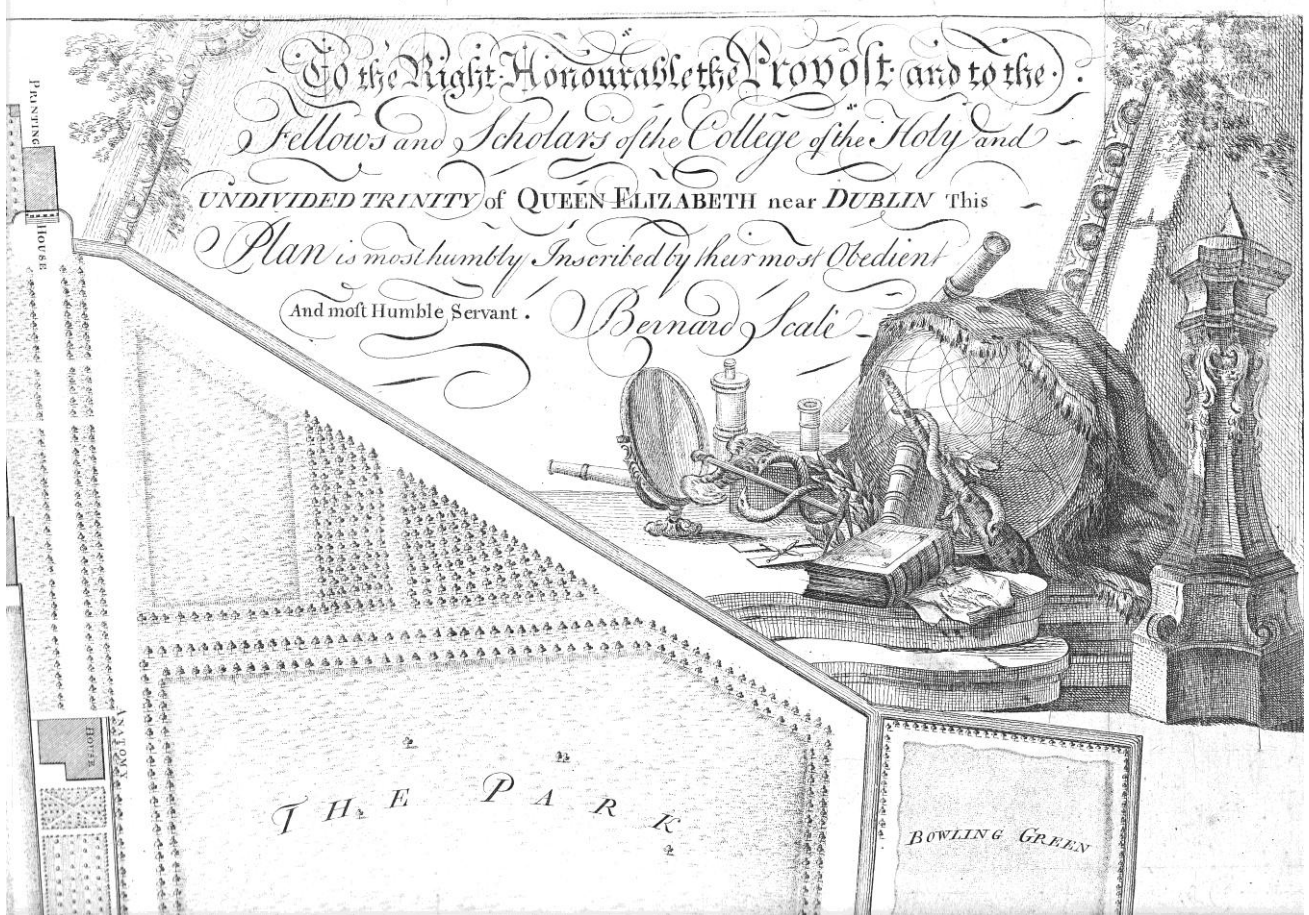 To the Right Honourable the Provost and to the
Fellows and Scholars of the College of the Holy and
UNDIVIDED TRINITY of QUEEN ELIZABETH near DUBLIN This
Plan is most humbly Inscribed by their most Obedient
And most Humble Servant. Bernard Scalé
PRINTING
HOUSE
ANATOMY
HOUSE
THE PARK
BOWLING GREEN